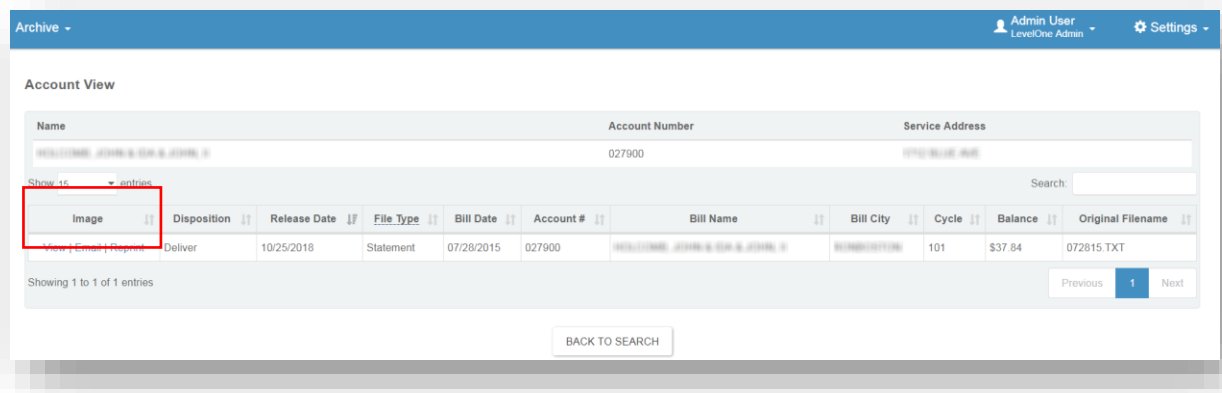 Archive
Admin User
LevelOne Admin
Settings
Account View
Name Account Number Service Address
027900
Show 15 entries Search:
Image Disposition Release Date File Type Bill Date Account # Bill Name Bill City Cycle Balance Original Filename
View | Email | Reprint Deliver 10/25/2018 Statement 07/28/2015 027900 101 $37.84 072815.TXT
Showing 1 to 1 of 1 entries Previous 1 Next
BACK TO SEARCH